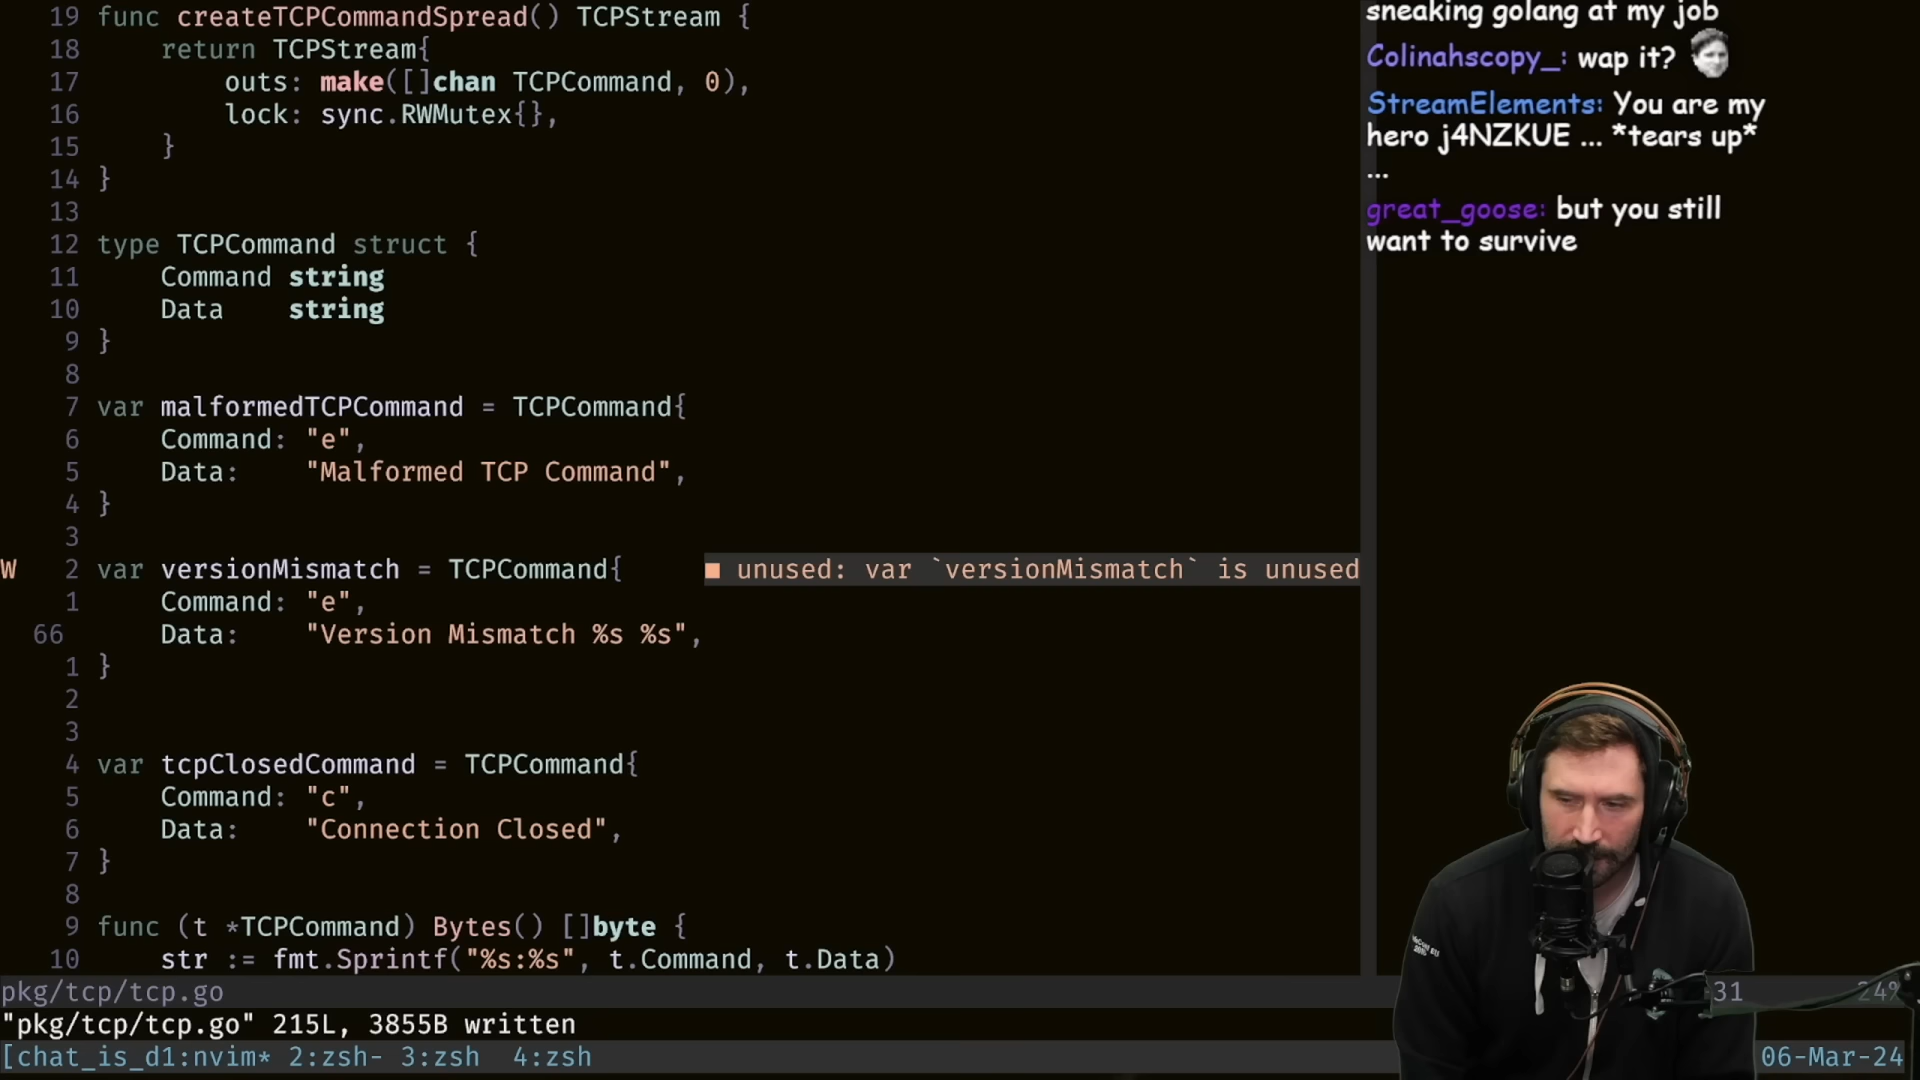 19 func createTCPCommandSpread() TCPStream {
18 return TCPStream{
17 outs: make([]chan TCPCommand, 0),
16 lock: sync.RWMutex{},
15 }
14 }
13
12 type TCPCommand struct {
11 Command string
10 Data string
9 }
8
7 var malformedTCPCommand = TCPCommand{
6 Command: "e",
5 Data: "Malformed TCP Command",
4 }
3
W 2 var versionMismatch = TCPCommand{ ■ unused: var `versionMismatch` is unused
1 Command: "e",
66 Data: "Version Mismatch %s %s",
1 }
2
3
4 var tcpClosedCommand = TCPCommand{
5 Command: "c",
6 Data: "Connection Closed",
7 }
8
9 func (t *TCPCommand) Bytes() []byte {
10 str := fmt.Sprintf("%s:%s", t.Command, t.Data)
pkg/tcp/tcp.go 31 24%
"pkg/tcp/tcp.go" 215L, 3855B written
[chat_is_d1:nvim* 2:zsh- 3:zsh 4:zsh 06-Mar-24
sneaking golang at my job
Colinahscopy_: wap it?
StreamElements: You are my
hero j4NZKUE ... *tears up*
...
great_goose: but you still
want to survive